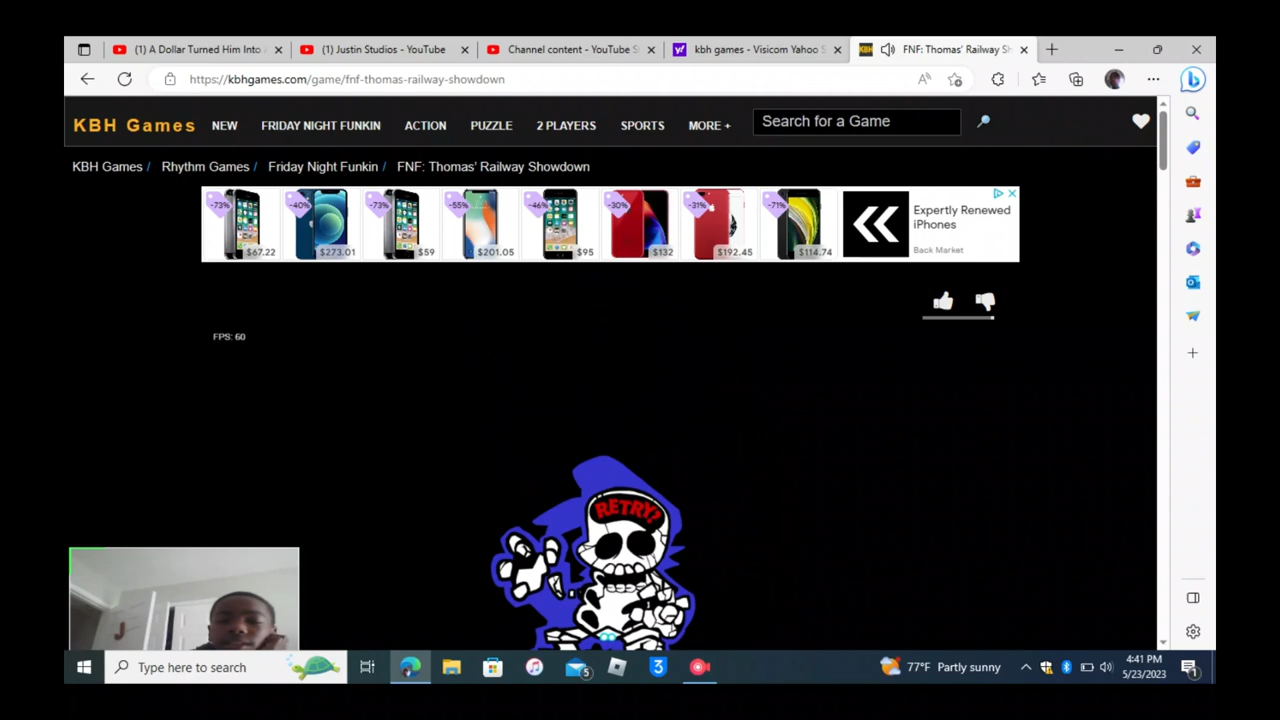 (1) A Dollar Turned Him Into
(1) Justin Studios - YouTube
Channel content - YouTube S
kbh games - Visicom Yahoo S
KBH
FNF: Thomas' Railway Sh
https://kbhgames.com/game/fnf-thomas-railway-showdown
KBH Games
NEW
FRIDAY NIGHT FUNKIN
ACTION
PUZZLE
2 PLAYERS
SPORTS
MORE +
Search for a Game
KBH Games / Rhythm Games / Friday Night Funkin / FNF: Thomas' Railway Showdown
-73%
-40%
-73%
-55%
-46%
-30%
-31%
-71%
$67.22
$273.01
$59
$201.05
$95
$132
$192.45
$114.74
Expertly Renewed
iPhones
Back Market
FPS: 60
RETRY?
Type here to search
5
3
77°F Partly sunny
4:41 PM
5/23/2023
1